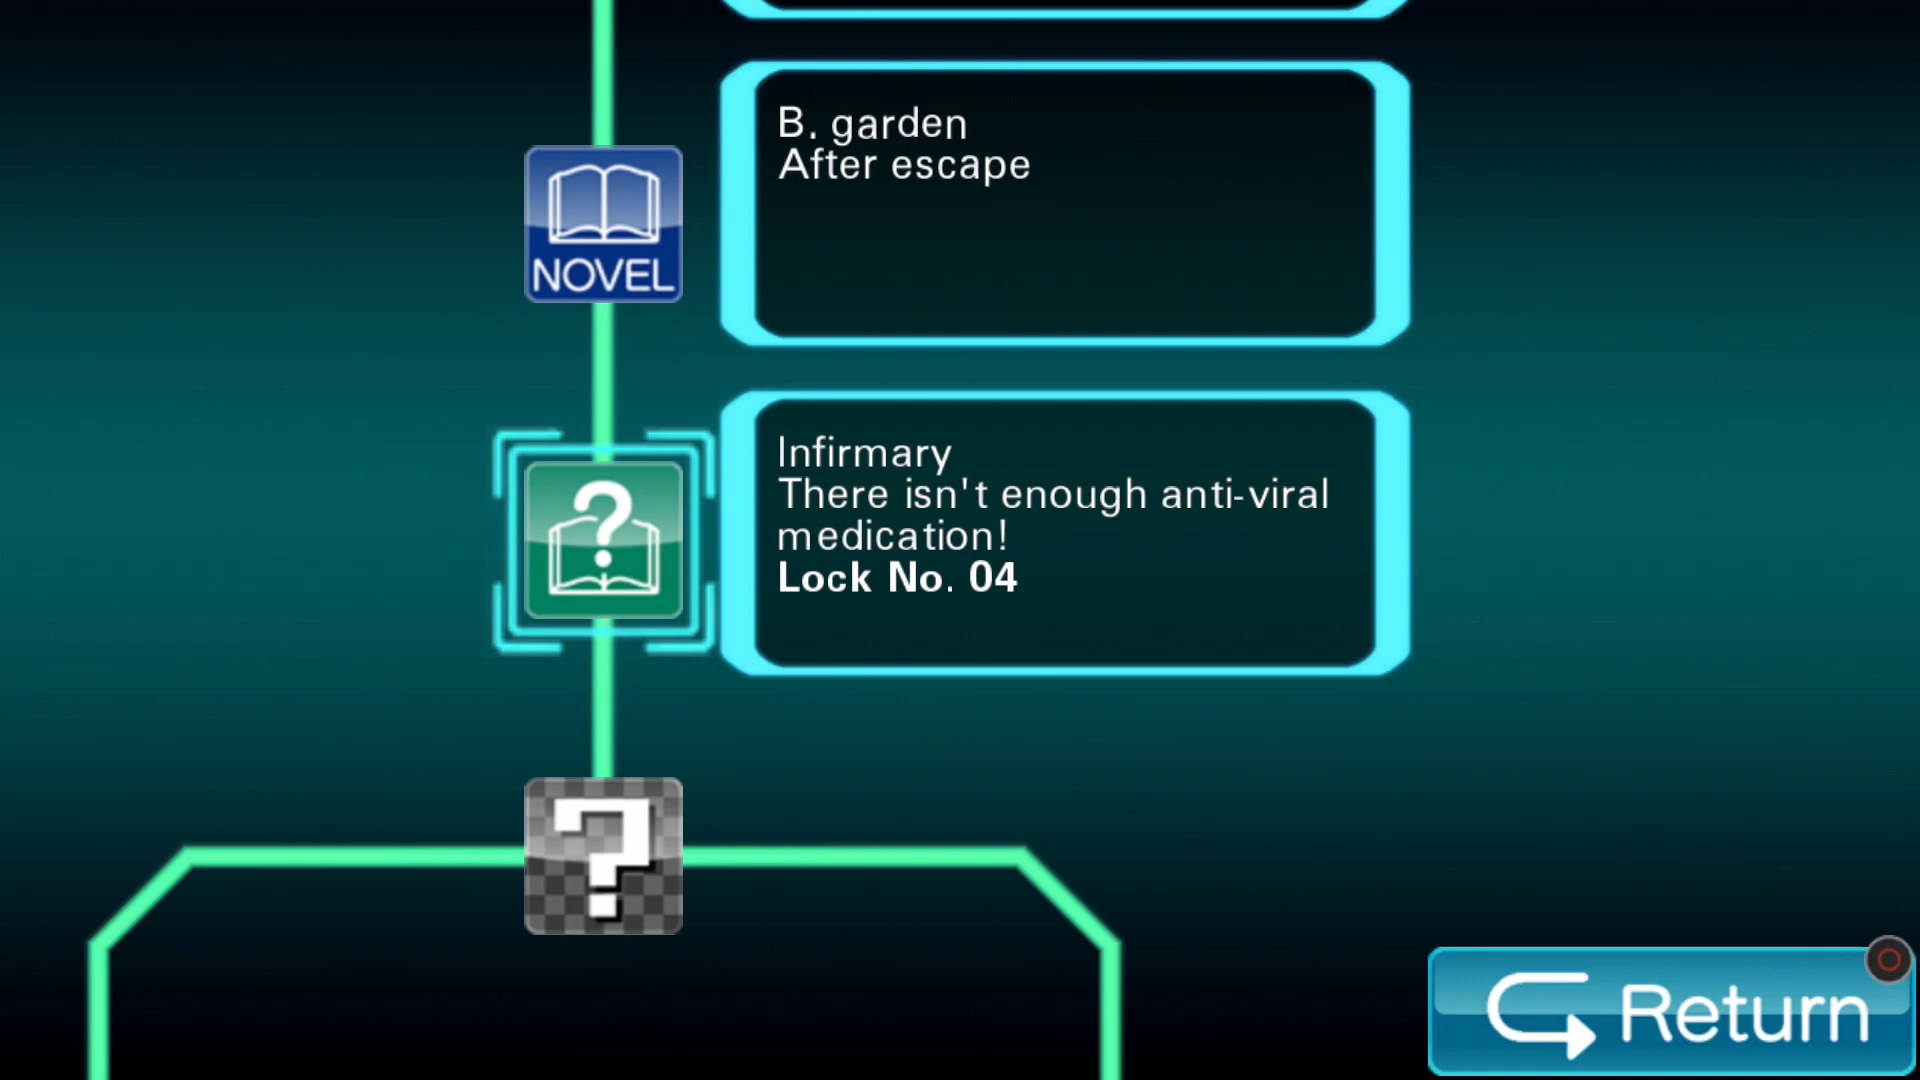 B. garden
After escape
NOVEL
Infirmary
There isn't enough anti-viral
medication!
Lock No. 04
?
?
Return